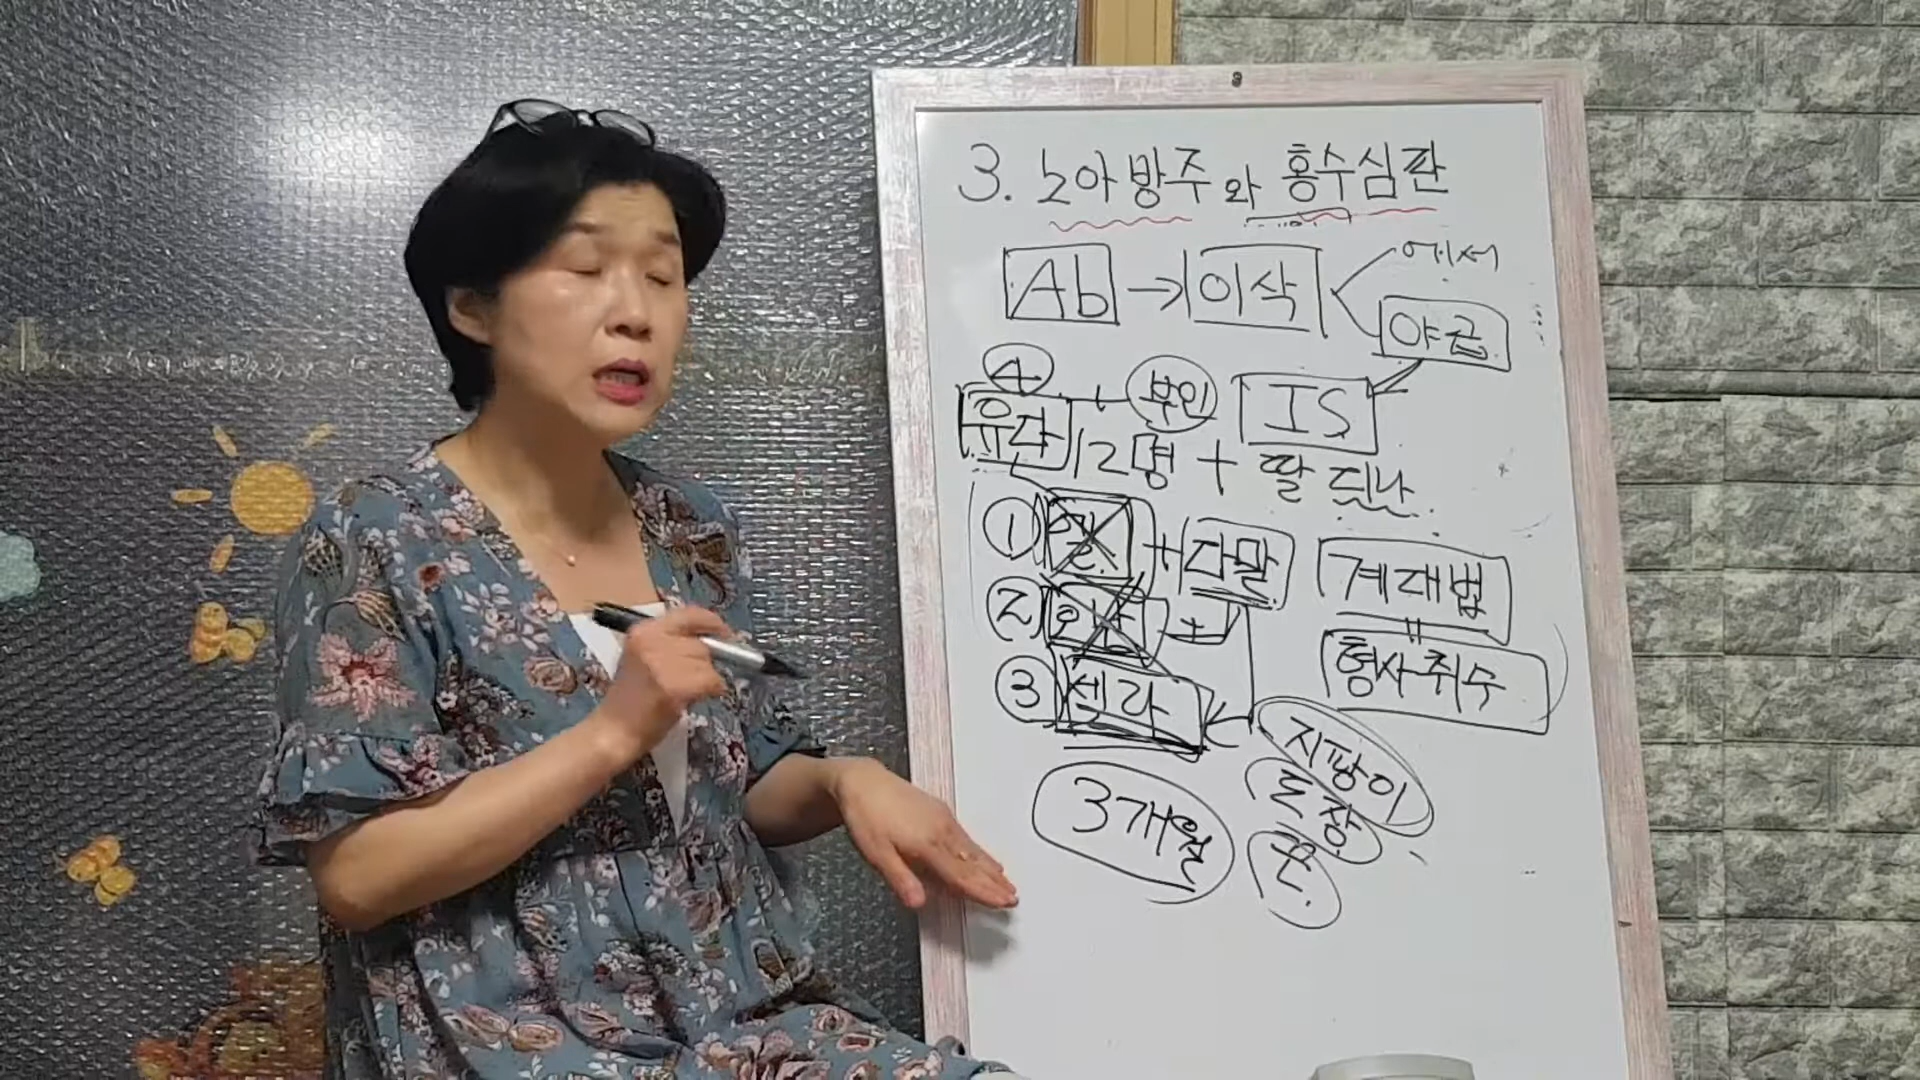 3. 노아방주와 홍수심판
Ab → 이삭 에서
야곱
4 + 부인 IS
유다 12명 + 딸 디나
① 엘 + 다말
② 오난 +
③ 셀라
계대법
=
형사취수
지팡이
3개월 도장
끈.